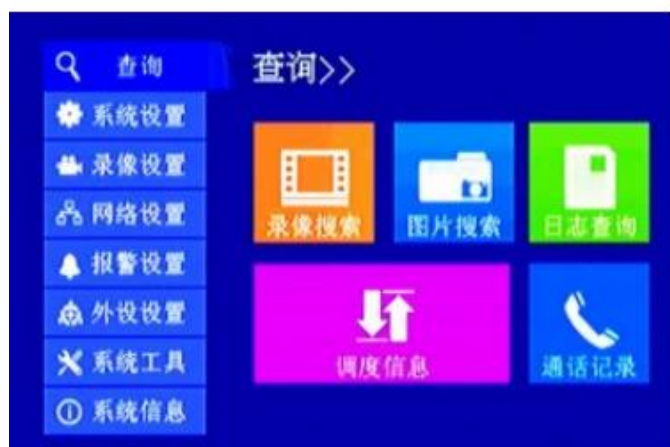 查询
系统设置
录像设置
网络设置
报警设置
外设设置
系统工具
系统信息
查询>>
录像搜索
图片搜索
日志查询
调度信息
通话记录